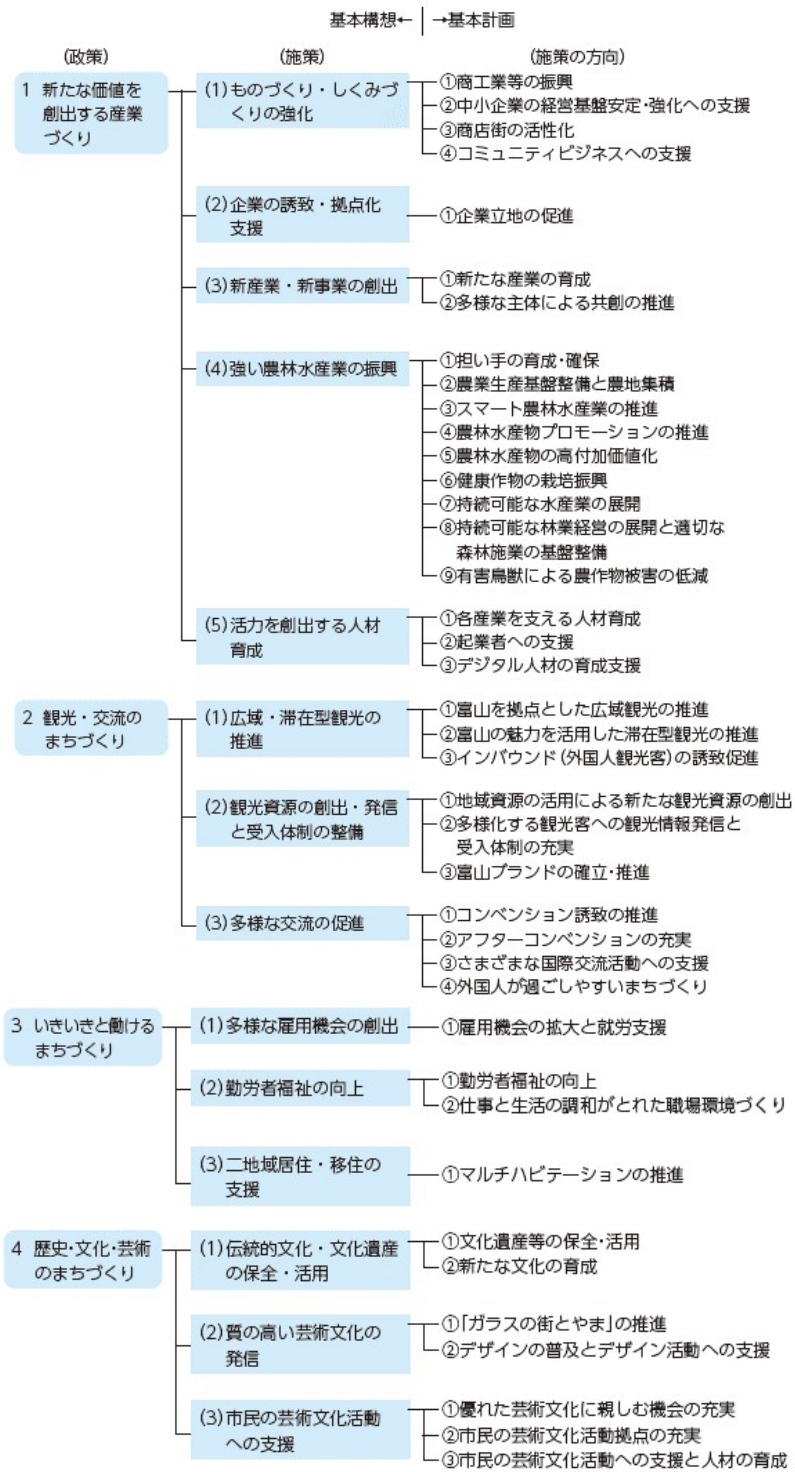 基本構想← →基本計画
(政策) (施策) (施策の方向)
1 新たな価値を
創出する産業
づくり
(1)ものづくり・しくみづ
くりの強化
①商工業等の振興
②中小企業の経営基盤安定・強化への支援
③商店街の活性化
④コミュニティビジネスへの支援
(2)企業の誘致・拠点化
支援
①企業立地の促進
(3)新産業・新事業の創出
①新たな産業の育成
②多様な主体による共創の推進
(4)強い農林水産業の振興
①担い手の育成・確保
②農業生産基盤整備と農地集積
③スマート農林水産業の推進
④農林水産物プロモーションの推進
⑤農林水産物の高付加価値化
⑥健康作物の栽培振興
⑦持続可能な水産業の展開
⑧持続可能な林業経営の展開と適切な
森林施業の基盤整備
⑨有害鳥獣による農作物被害の低減
(5)活力を創出する人材
育成
①各産業を支える人材育成
②起業者への支援
③デジタル人材の育成支援
2 観光・交流の
まちづくり
(1)広域・滞在型観光の
推進
①富山を拠点とした広域観光の推進
②富山の魅力を活用した滞在型観光の推進
③インバウンド(外国人観光客)の誘致促進
(2)観光資源の創出・発信
と受入体制の整備
①地域資源の活用による新たな観光資源の創出
②多様化する観光客への観光情報発信と
受入体制の充実
③富山ブランドの確立・推進
(3)多様な交流の促進
①コンベンション誘致の推進
②アフターコンベンションの充実
③さまざまな国際交流活動への支援
④外国人が過ごしやすいまちづくり
3 いきいきと働ける
まちづくり
(1)多様な雇用機会の創出
①雇用機会の拡大と就労支援
(2)勤労者福祉の向上
①勤労者福祉の向上
②仕事と生活の調和がとれた職場環境づくり
(3)二地域居住・移住の
支援
①マルチハビテーションの推進
4 歴史・文化・芸術
のまちづくり
(1)伝統的文化・文化遺産
の保全・活用
①文化遺産等の保全・活用
②新たな文化の育成
(2)質の高い芸術文化の
発信
①「ガラスの街とやま」の推進
②デザインの普及とデザイン活動への支援
(3)市民の芸術文化活動
への支援
①優れた芸術文化に親しむ機会の充実
②市民の芸術文化活動拠点の充実
③市民の芸術文化活動への支援と人材の育成